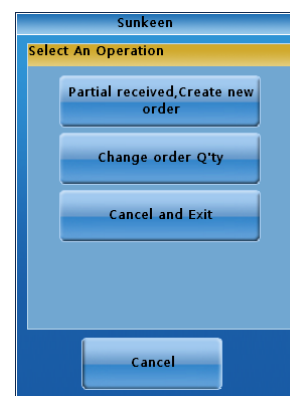 Sunkeen
Select An Operation
Partial received,Create new
order
Change order Q'ty
Cancel and Exit
Cancel